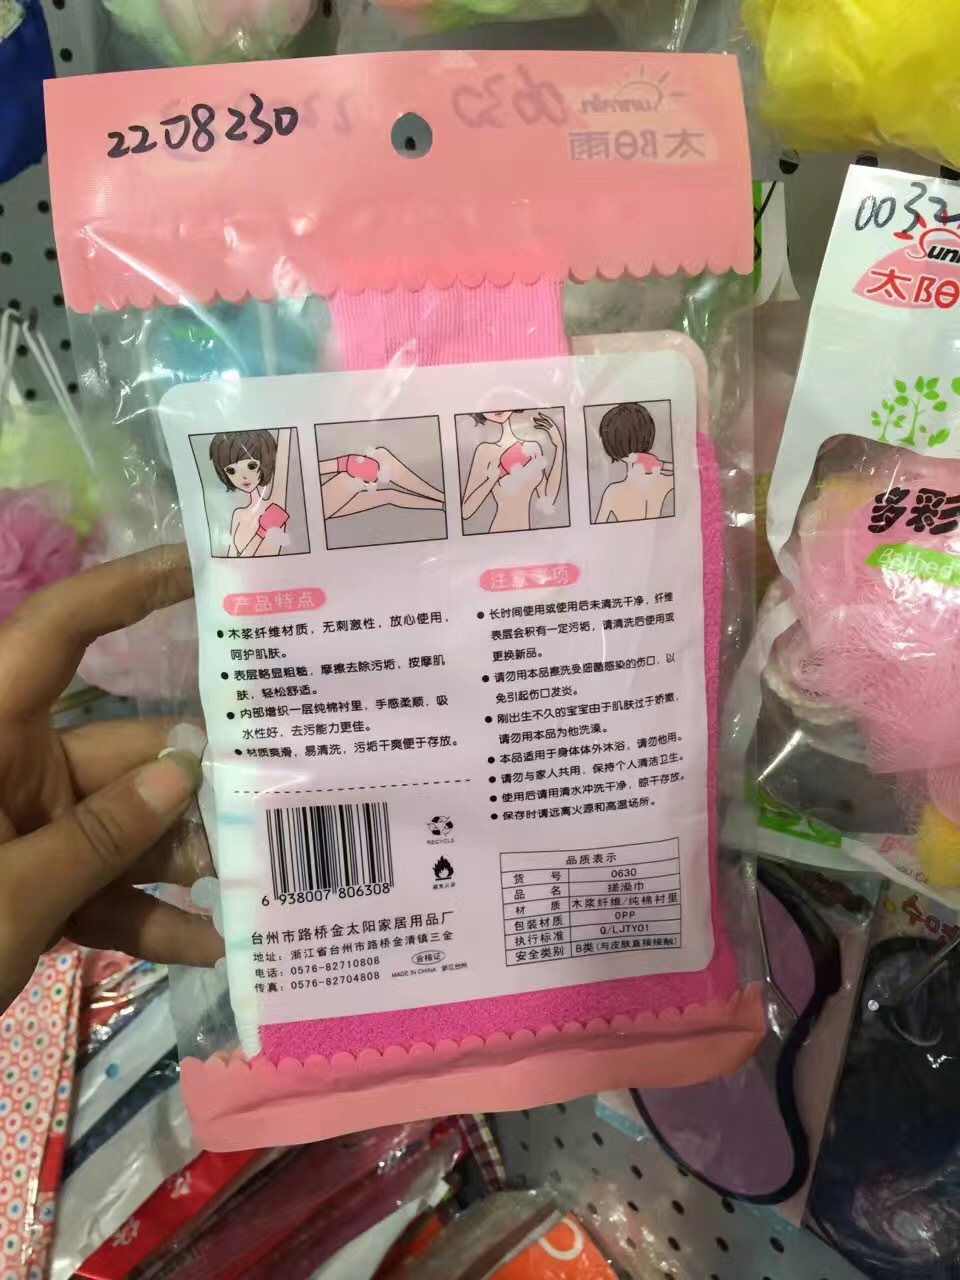 2208230
0630
Sunrain
太阳雨
0032
太阳
多彩
Bathed
产品特点
木浆纤维材质，无刺激性，放心使用，
呵护肌肤。
表层略显粗糙，摩擦去除污垢，按摩肌
肤，轻松舒适。
内部增织一层纯棉衬里，手感柔顺，吸
水性好，去污能力更佳。
材质爽滑，易清洗，污垢干爽便于存放。
注意事项
长时间使用或使用后未清洗干净，纤维
表层会积有一定污垢，请清洗后使用或
更换新品。
请勿用本品擦洗受细菌感染的伤口，以
免引起伤口发炎。
刚出生不久的宝宝由于肌肤过于娇嫩，
请勿用本品为他洗澡。
本品适用于身体体外沐浴，请勿他用。
请勿与家人共用，保持个人清洁卫生。
使用后请用清水冲洗干净，晾干存放。
保存时请远离火源和高温场所。
RECYCLE
6 938007 806308
台州市路桥金太阳家居用品厂
地址：浙江省台州市路桥金清镇三金
电话：0576-82710808
传真：0576-82704808
合格证
MADE IN CHINA 浙江台州
品质表示
货号 0630
品名 搓澡巾
材质 木浆纤维/纯棉衬里
包装材质 OPP
执行标准 Q/LJTY01
安全类别 B类(与皮肤直接接触)